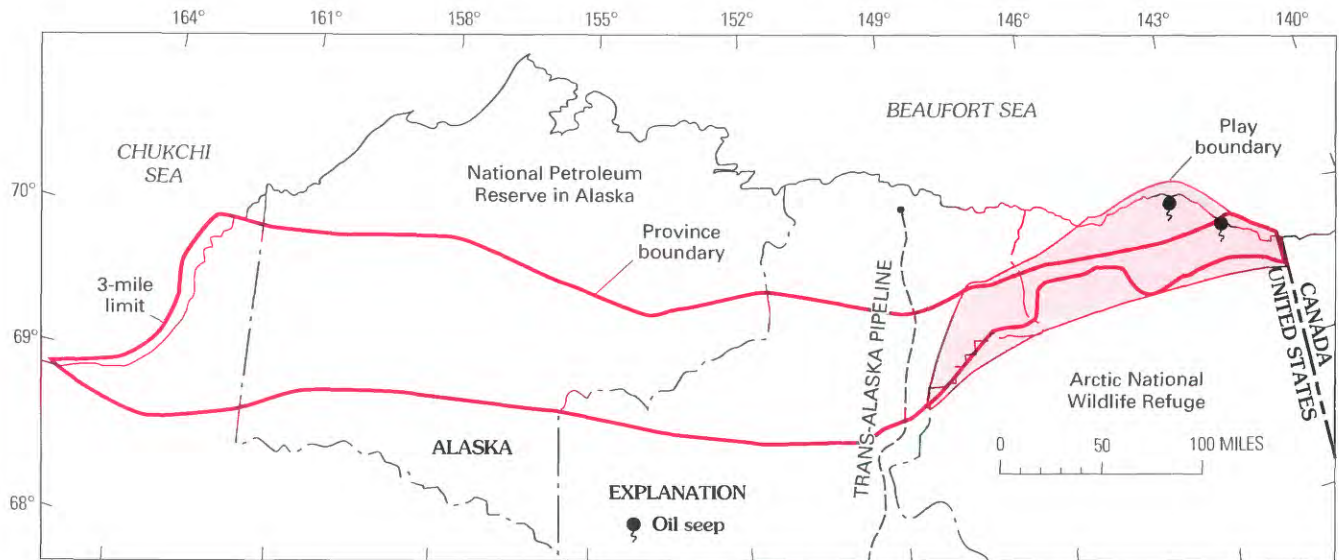 164°
161°
158°
155°
152°
149°
146°
143°
140°
BEAUFORT SEA
Play
boundary
CHUKCHI
SEA
National Petroleum
Reserve in Alaska
70°
Province
boundary
3-mile
limit
69°
TRANS-ALASKA PIPELINE
CANADA
UNITED STATES
Arctic National
Wildlife Refuge
ALASKA
0 50 100 MILES
68°
EXPLANATION
Oil seep